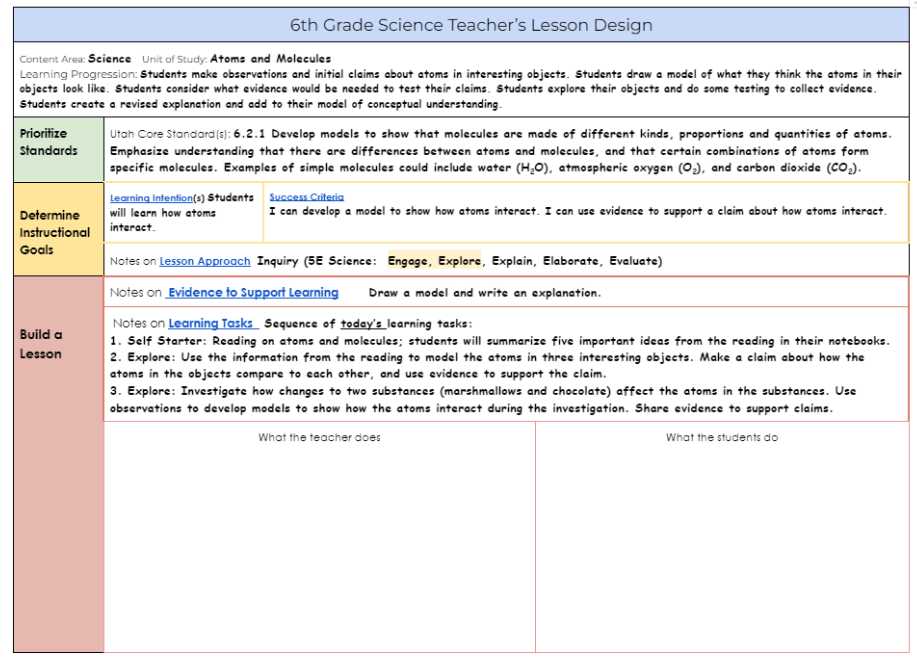 6th Grade Science Teacher's Lesson Design
Content Area: Science Unit of Study: Atoms and Molecules
Learning Progression: Students make observations and initial claims about atoms in interesting objects. Students draw a model of what they think the atoms in their
objects look like. Students consider what evidence would be needed to test their claims. Students explore their objects and do some testing to collect evidence.
Students create a revised explanation and add to their model of conceptual understanding.
Prioritize
Standards
Utah Core Standard(s): 6.2.1 Develop models to show that molecules are made of different kinds, proportions and quantities of atoms.
Emphasize understanding that there are differences between atoms and molecules, and that certain combinations of atoms form
specific molecules. Examples of simple molecules could include water (H₂O), atmospheric oxygen (O₂), and carbon dioxide (CO₂).
Determine
Instructional
Goals
Learning Intention(s) Students
will learn how atoms
interact.
Success Criteria
I can develop a model to show how atoms interact. I can use evidence to support a claim about how atoms interact.
Notes on Lesson Approach Inquiry (5E Science: Engage, Explore, Explain, Elaborate, Evaluate)
Build a
Lesson
Notes on Evidence to Support Learning Draw a model and write an explanation.
Notes on Learning Tasks Sequence of today's learning tasks:
1. Self Starter: Reading on atoms and molecules; students will summarize five important ideas from the reading in their notebooks.
2. Explore: Use the information from the reading to model the atoms in three interesting objects. Make a claim about how the
atoms in the objects compare to each other, and use evidence to support the claim.
3. Explore: Investigate how changes to two substances (marshmallows and chocolate) affect the atoms in the substances. Use
observations to develop models to show how the atoms interact during the investigation. Share evidence to support claims.
What the teacher does
What the students do